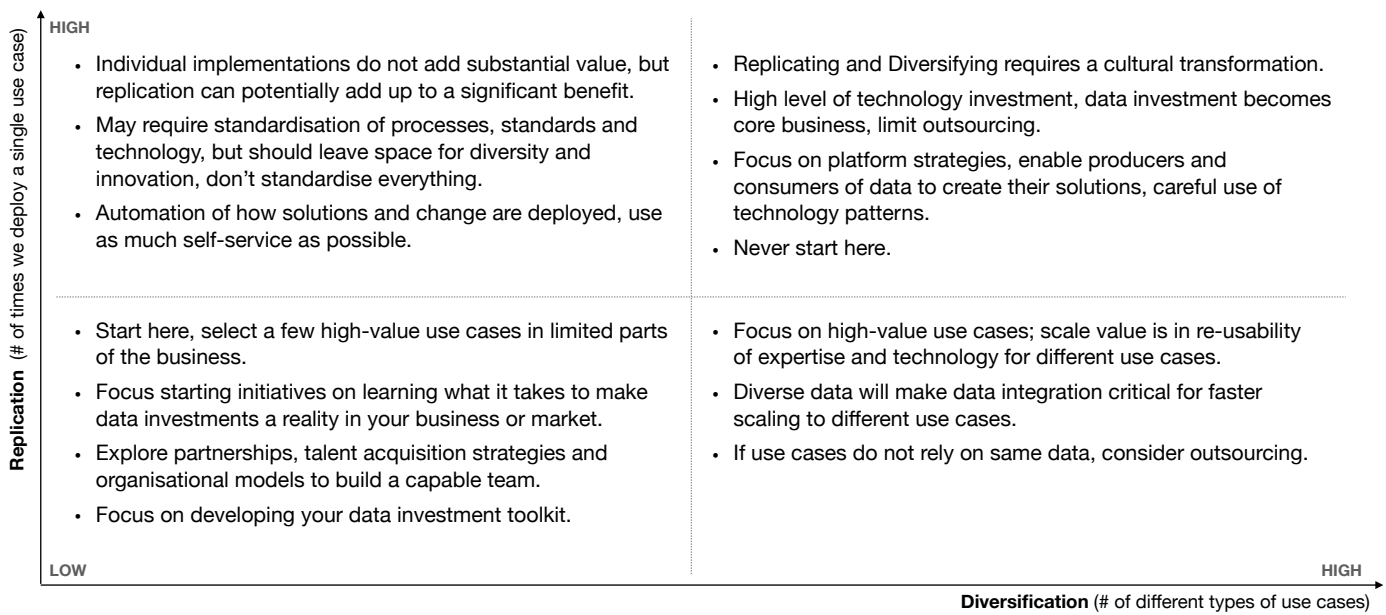 Replication (# of times we deploy a single use case)
HIGH
• Individual implementations do not add substantial value, but
replication can potentially add up to a significant benefit.
• May require standardisation of processes, standards and
technology, but should leave space for diversity and
innovation, don’t standardise everything.
• Automation of how solutions and change are deployed, use
as much self-service as possible.
• Replicating and Diversifying requires a cultural transformation.
• High level of technology investment, data investment becomes
core business, limit outsourcing.
• Focus on platform strategies, enable producers and
consumers of data to create their solutions, careful use of
technology patterns.
• Never start here.
• Start here, select a few high-value use cases in limited parts
of the business.
• Focus starting initiatives on learning what it takes to make
data investments a reality in your business or market.
• Explore partnerships, talent acquisition strategies and
organisational models to build a capable team.
• Focus on developing your data investment toolkit.
• Focus on high-value use cases; scale value is in re-usability
of expertise and technology for different use cases.
• Diverse data will make data integration critical for faster
scaling to different use cases.
• If use cases do not rely on same data, consider outsourcing.
LOW
HIGH
Diversification (# of different types of use cases)